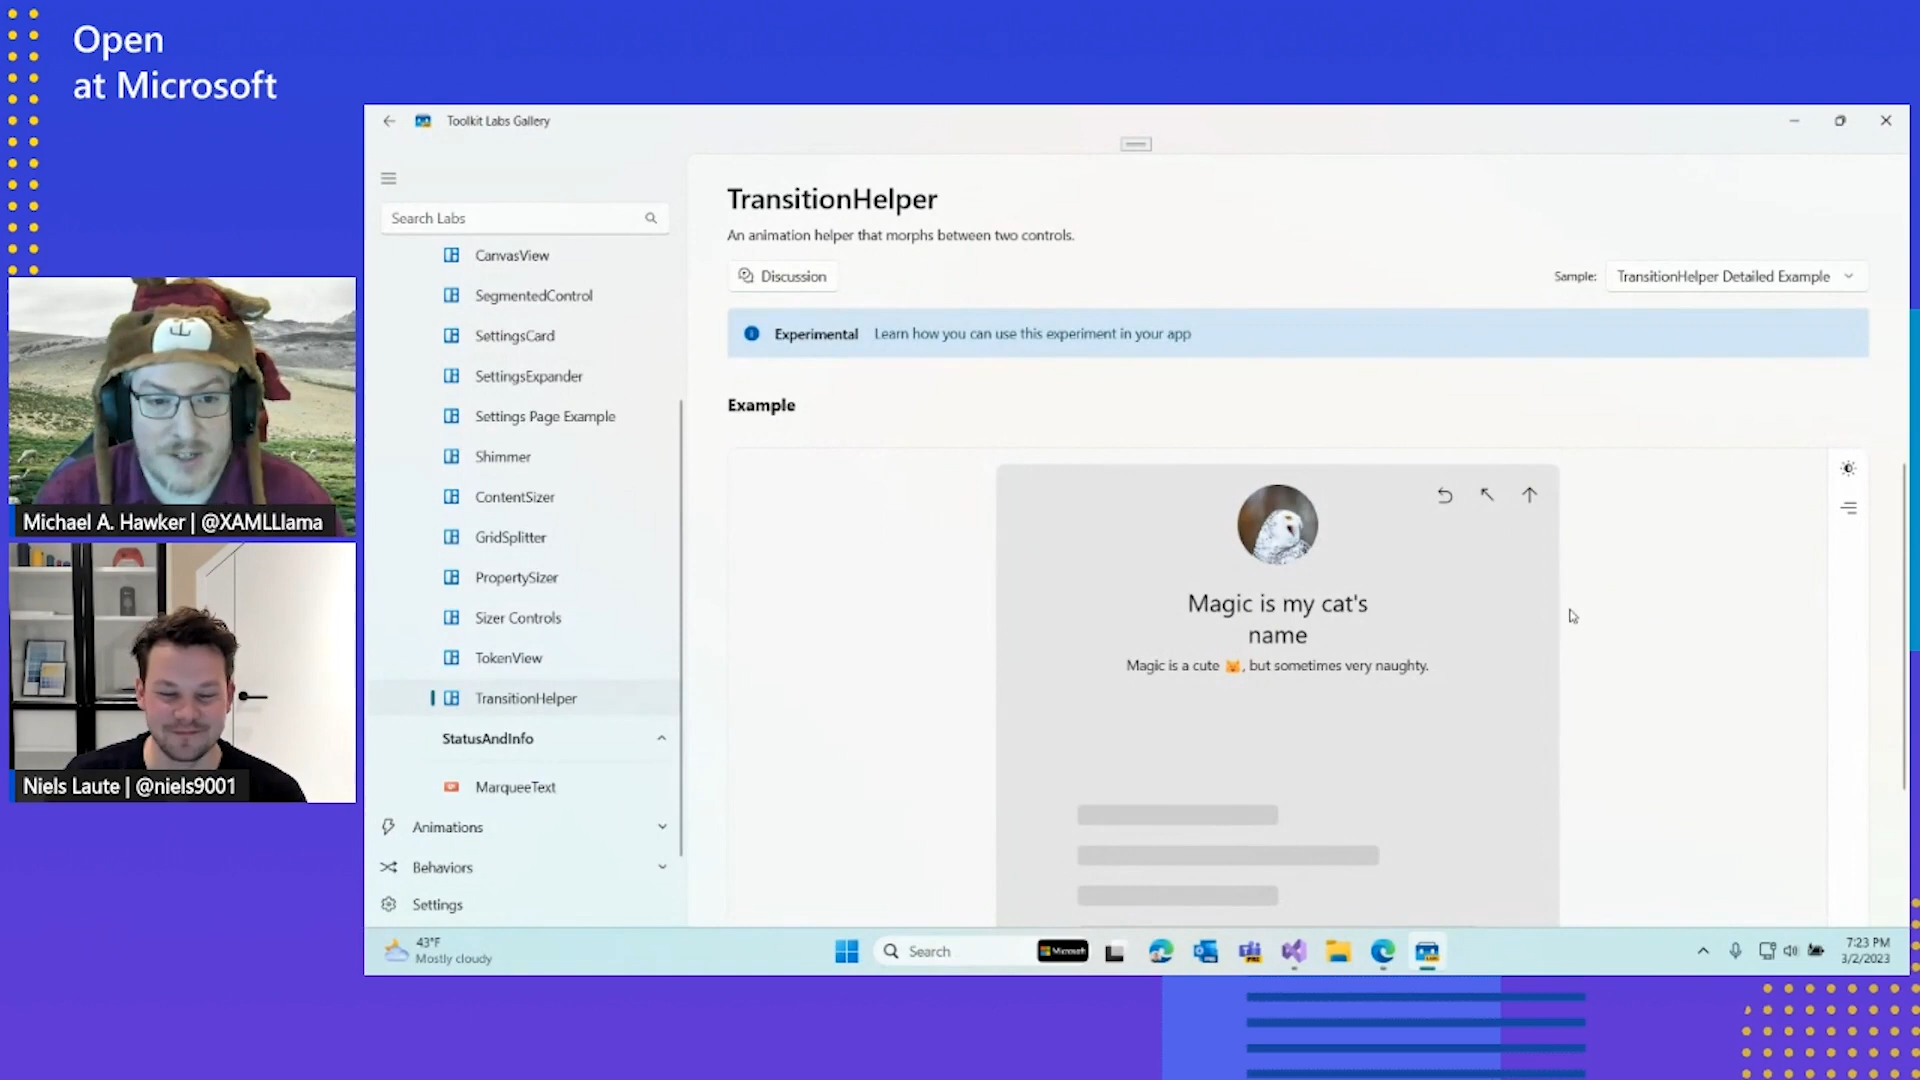 Open
at Microsoft
Toolkit Labs Gallery
Search Labs
CanvasView
SegmentedControl
SettingsCard
SettingsExpander
Settings Page Example
Shimmer
ContentSizer
GridSplitter
PropertySizer
Sizer Controls
TokenView
TransitionHelper
StatusAndInfo
MarqueeText
Animations
Behaviors
Settings
TransitionHelper
An animation helper that morphs between two controls.
Discussion
Sample: TransitionHelper Detailed Example
Experimental Learn how you can use this experiment in your app
Example
Magic is my cat's
name
Magic is a cute 🐱, but sometimes very naughty.
Michael A. Hawker | @XAMLLlama
Niels Laute | @niels9001
43°F
Mostly cloudy
Search
Microsoft
7:23 PM
3/2/2023